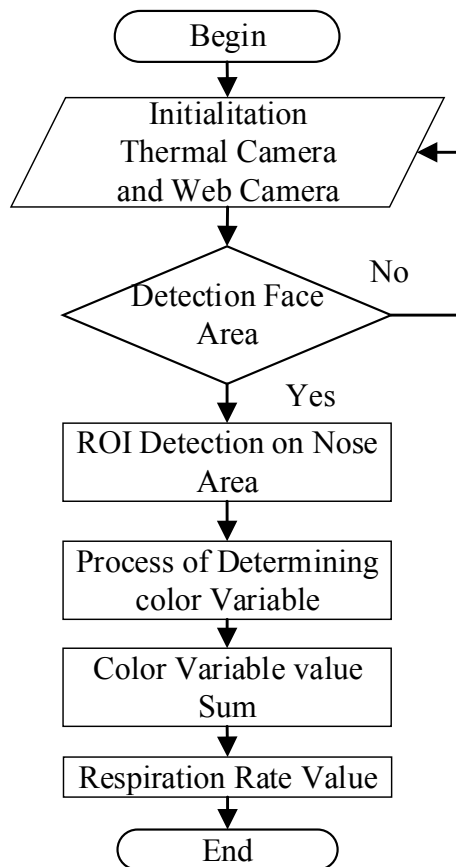 Begin
Initialitation
Thermal Camera
and Web Camera
No
Detection Face
Area
Yes
ROI Detection on Nose
Area
Process of Determining
color Variable
Color Variable value
Sum
Respiration Rate Value
End